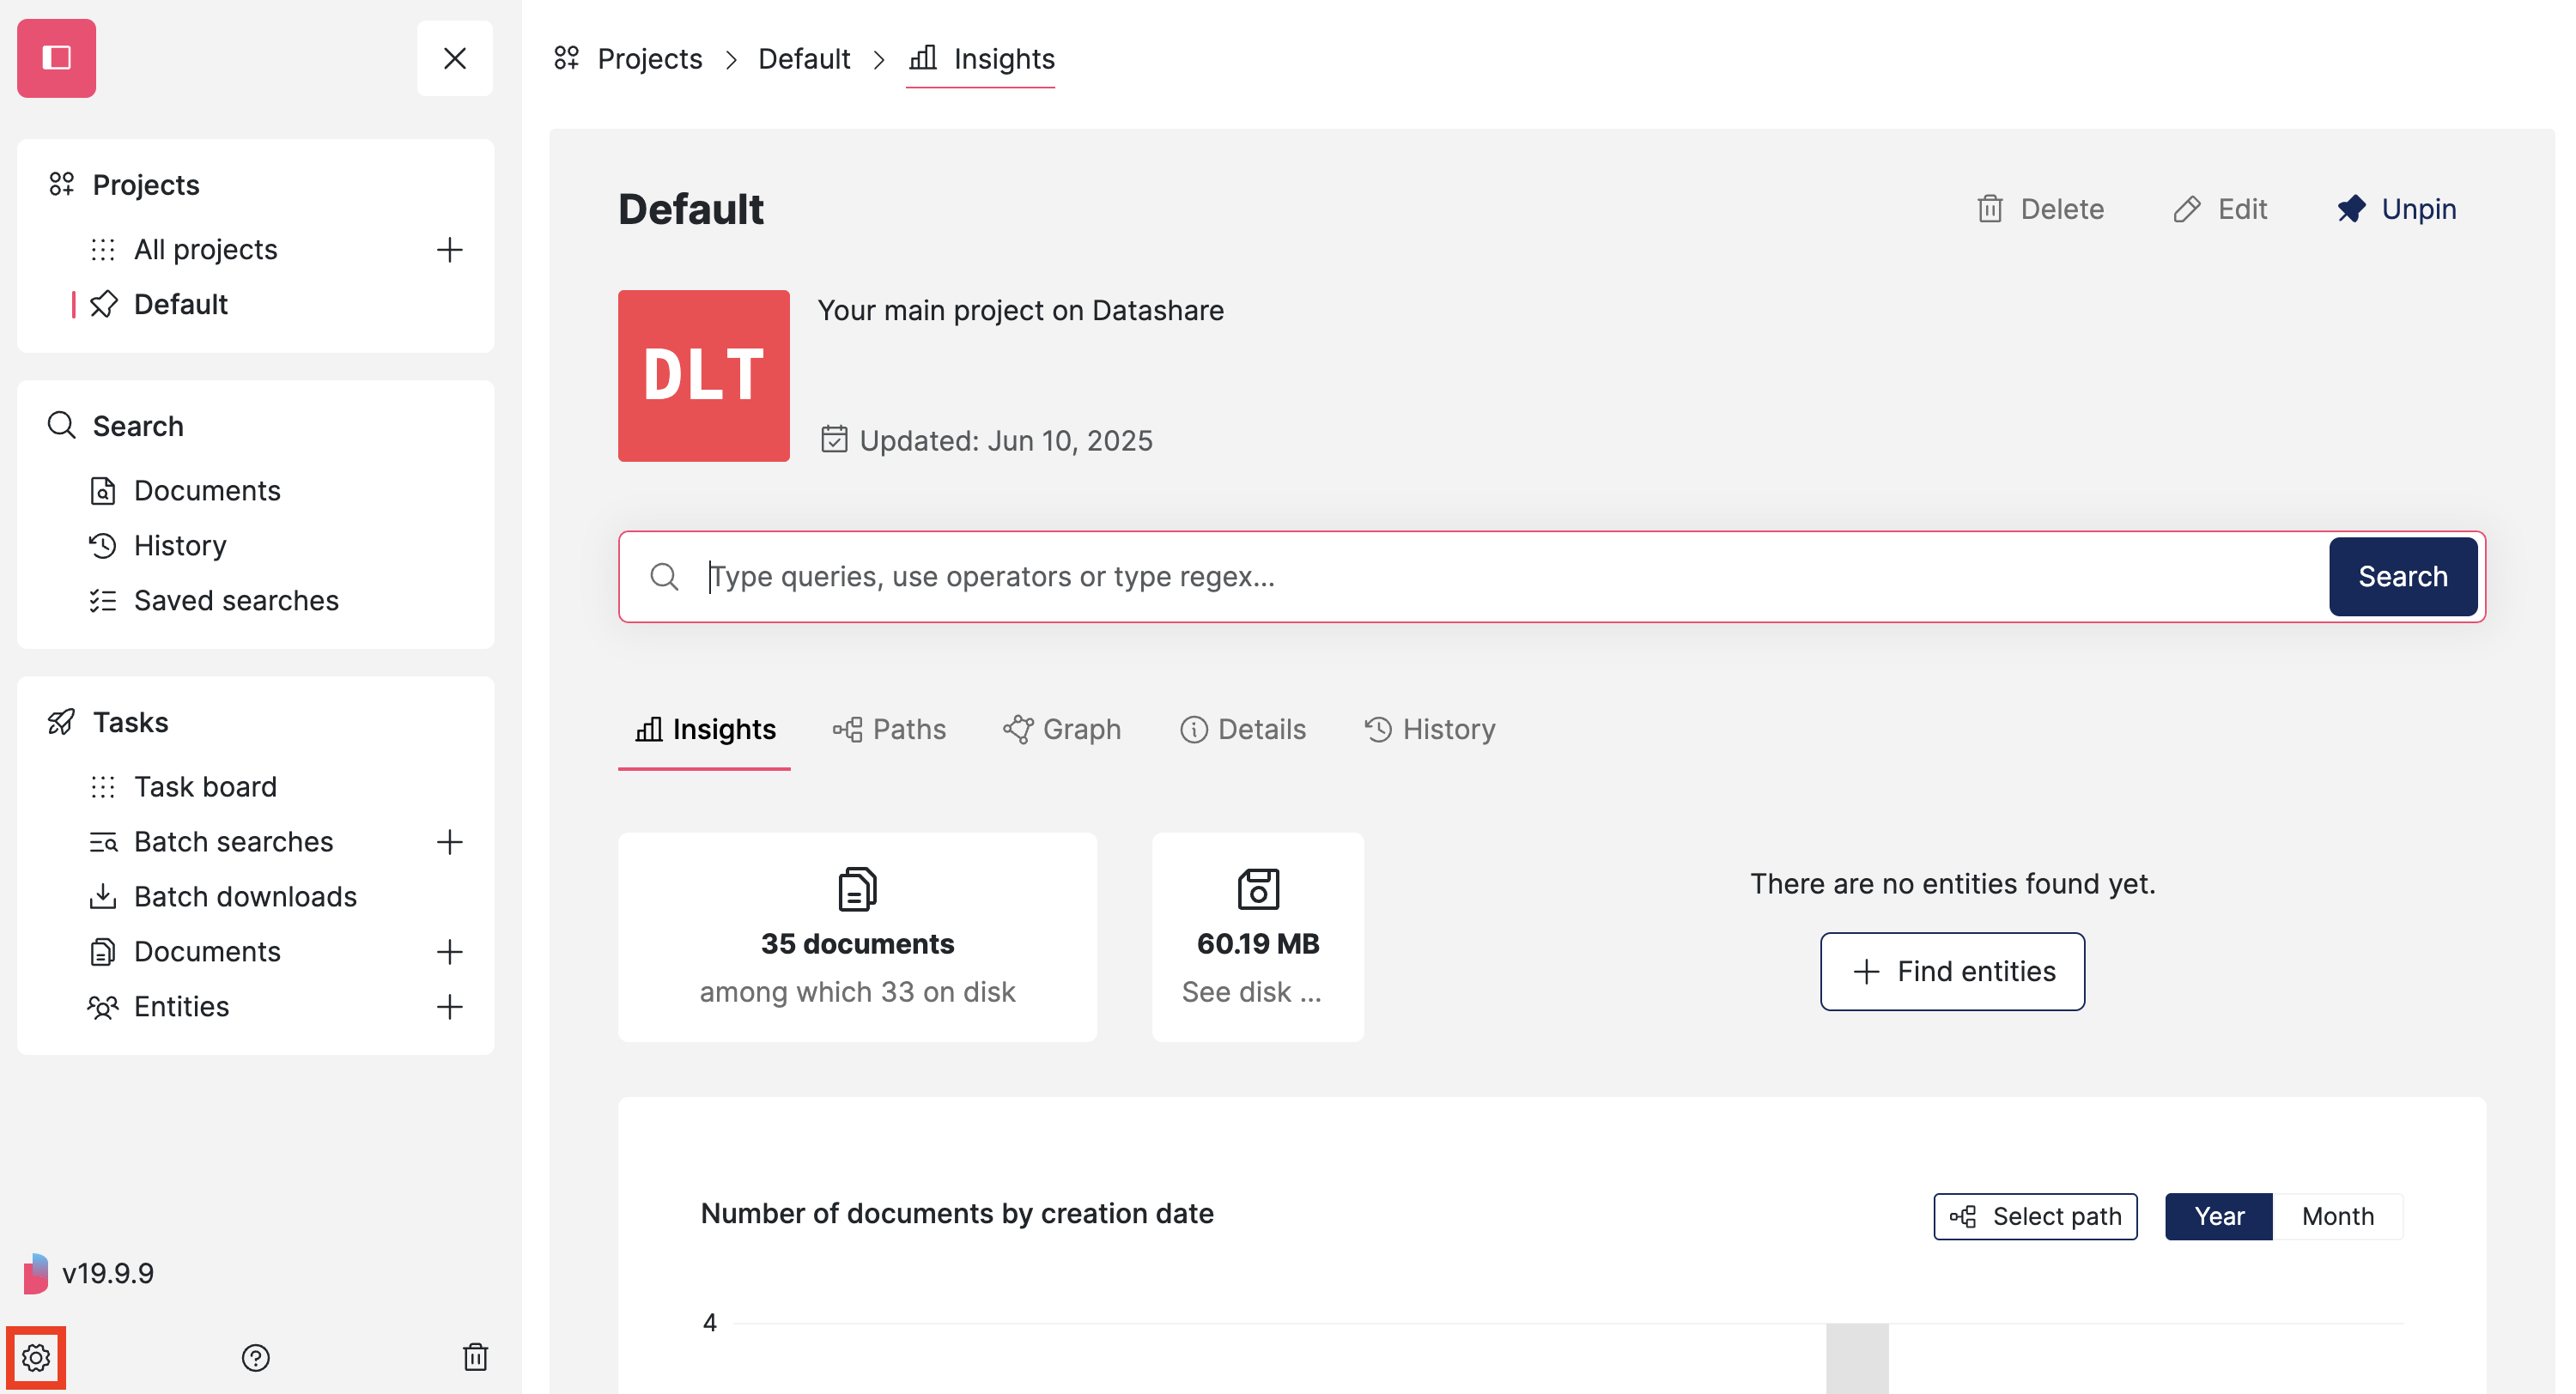 Projects
All projects
Default
Search
Documents
History
Saved searches
Tasks
Task board
Batch searches
Batch downloads
Documents
Entities
v19.9.9
Projects > Default > Insights
Default
Delete Edit Unpin
DLT
Your main project on Datashare
Updated: Jun 10, 2025
Type queries, use operators or type regex...
Search
Insights Paths Graph Details History
35 documents
among which 33 on disk
60.19 MB
See disk ...
There are no entities found yet.
Find entities
Number of documents by creation date
Select path Year Month
4